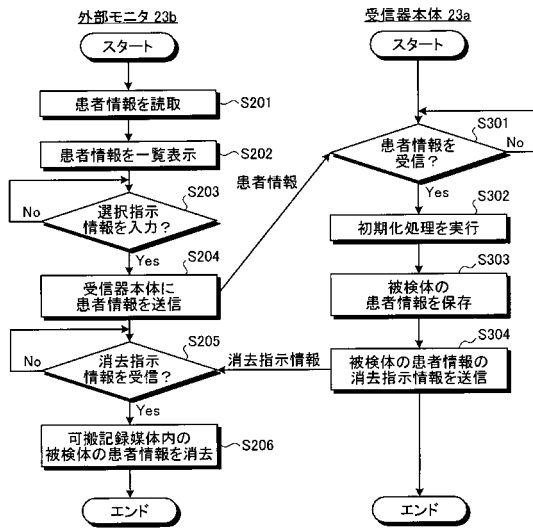 外部モニタ 23b
スタート
患者情報を読取
S201
患者情報を一覧表示
S202
選択指示
情報を入力?
S203
No
Yes
受信器本体に
患者情報を送信
S204
患者情報
消去指示
情報を受信?
S205
No
Yes
可搬記録媒体内の
被検体の患者情報を消去
S206
エンド
受信器本体 23a
スタート
患者情報を
受信?
S301
No
Yes
初期化処理を実行
S302
被検体の
患者情報を保存
S303
被検体の患者情報の
消去指示情報を送信
S304
消去指示情報
エンド